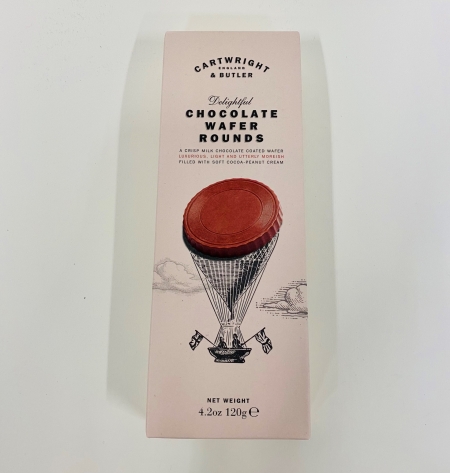 CARTWRIGHT
ENGLAND
& BUTLER
Delightful
CHOCOLATE
WAFER
ROUNDS
A CRISP MILK CHOCOLATE COATED WAFER
LUXURIOUS, LIGHT AND UTTERLY MOREISH
FILLED WITH SOFT COCOA-PEANUT CREAM
NET WEIGHT
4.2oz 120g℮